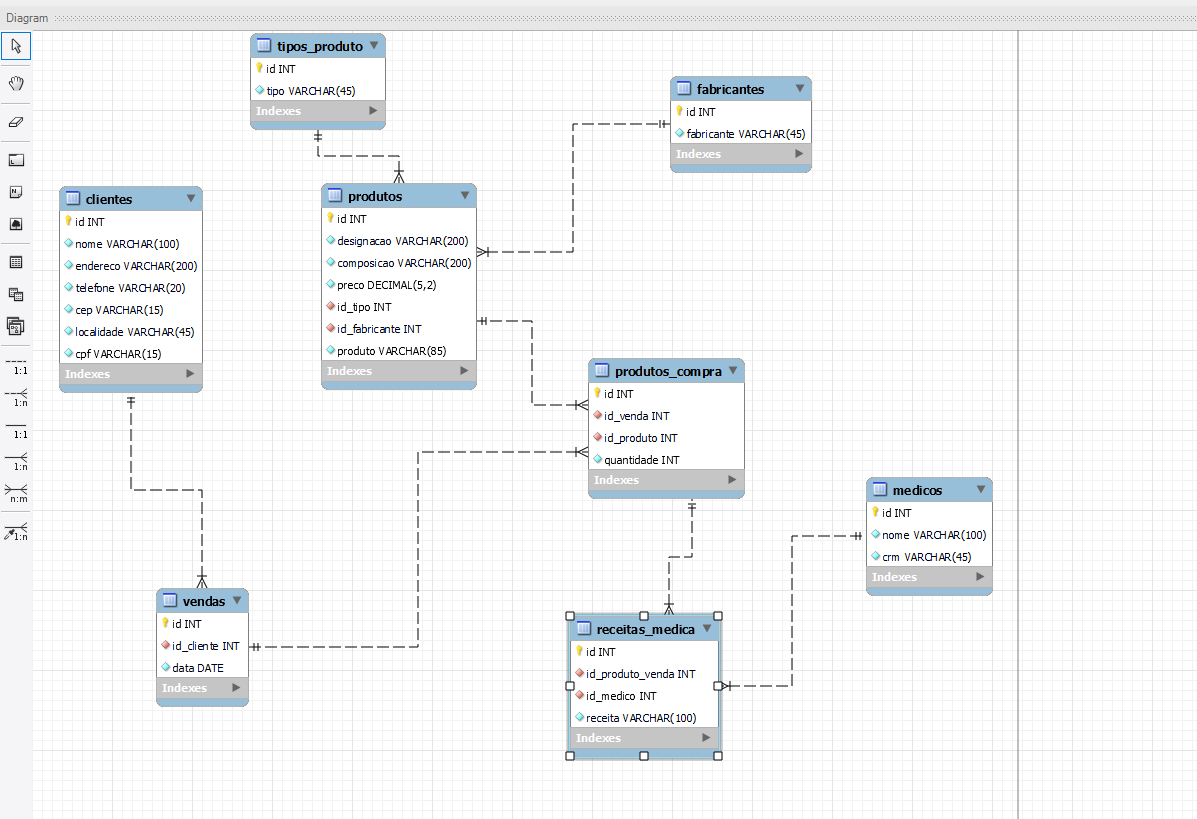 Diagram
tipos_produto
id INT
tipo VARCHAR(45)
Indexes
fabricantes
id INT
fabricante VARCHAR(45)
Indexes
clientes
id INT
nome VARCHAR(100)
endereco VARCHAR(200)
telefone VARCHAR(20)
cep VARCHAR(15)
localidade VARCHAR(45)
cpf VARCHAR(15)
Indexes
produtos
id INT
designacao VARCHAR(200)
composicao VARCHAR(200)
preco DECIMAL(5,2)
id_tipo INT
id_fabricante INT
produto VARCHAR(85)
Indexes
produtos_compra
id INT
id_venda INT
id_produto INT
quantidade INT
Indexes
medicos
id INT
nome VARCHAR(100)
crm VARCHAR(45)
Indexes
vendas
id INT
id_cliente INT
data DATE
Indexes
receitas_medica
id INT
id_produto_venda INT
id_medico INT
receita VARCHAR(100)
Indexes
1:1
1:n
1:1
1:n
n:m
1:n